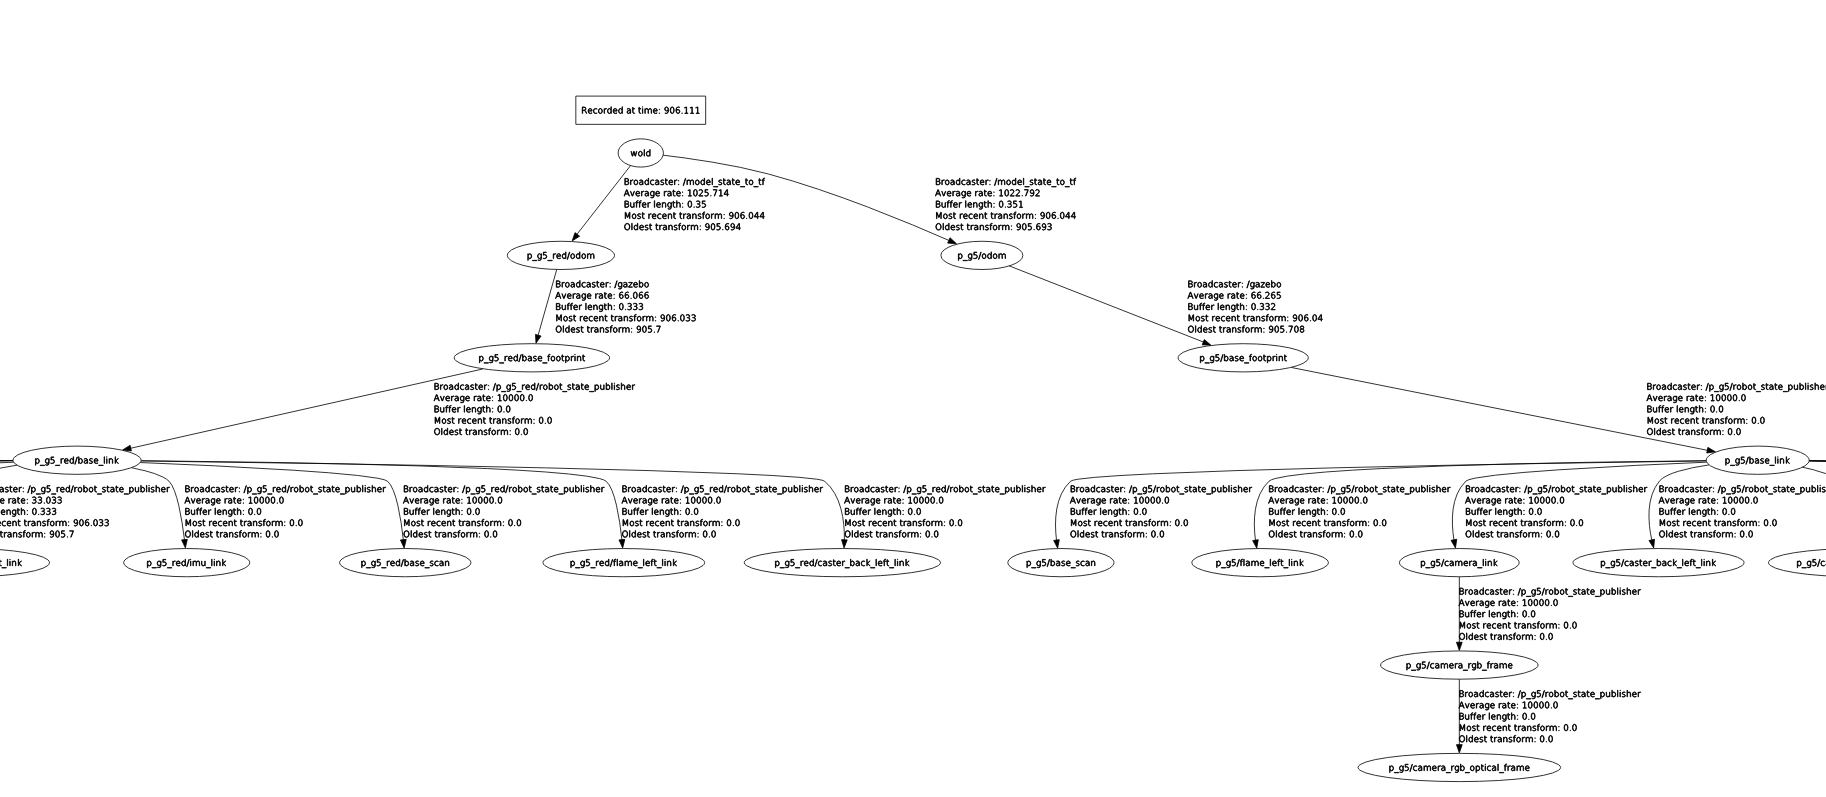 Recorded at time: 906.111
wold
Broadcaster: /model_state_to_tf
Average rate: 1025.714
Buffer length: 0.35
Most recent transform: 906.044
Oldest transform: 905.694
Broadcaster: /model_state_to_tf
Average rate: 1022.792
Buffer length: 0.351
Most recent transform: 906.044
Oldest transform: 905.693
p_g5_red/odom
p_g5/odom
Broadcaster: /gazebo
Average rate: 66.066
Buffer length: 0.333
Most recent transform: 906.033
Oldest transform: 905.7
Broadcaster: /gazebo
Average rate: 66.265
Buffer length: 0.332
Most recent transform: 906.04
Oldest transform: 905.708
p_g5_red/base_footprint
p_g5/base_footprint
Broadcaster: /p_g5_red/robot_state_publisher
Average rate: 10000.0
Buffer length: 0.0
Most recent transform: 0.0
Oldest transform: 0.0
Broadcaster: /p_g5/robot_state_publisher
Average rate: 10000.0
Buffer length: 0.0
Most recent transform: 0.0
Oldest transform: 0.0
p_g5_red/base_link
p_g5/base_link
aster: /p_g5_red/robot_state_publisher
e rate: 33.033
ength: 0.333
ecent transform: 906.033
transform: 905.7
Broadcaster: /p_g5_red/robot_state_publisher
Average rate: 10000.0
Buffer length: 0.0
Most recent transform: 0.0
Oldest transform: 0.0
Broadcaster: /p_g5_red/robot_state_publisher
Average rate: 10000.0
Buffer length: 0.0
Most recent transform: 0.0
Oldest transform: 0.0
Broadcaster: /p_g5_red/robot_state_publisher
Average rate: 10000.0
Buffer length: 0.0
Most recent transform: 0.0
Oldest transform: 0.0
Broadcaster: /p_g5_red/robot_state_publisher
Average rate: 10000.0
Buffer length: 0.0
Most recent transform: 0.0
Oldest transform: 0.0
Broadcaster: /p_g5/robot_state_publisher
Average rate: 10000.0
Buffer length: 0.0
Most recent transform: 0.0
Oldest transform: 0.0
Broadcaster: /p_g5/robot_state_publisher
Average rate: 10000.0
Buffer length: 0.0
Most recent transform: 0.0
Oldest transform: 0.0
Broadcaster: /p_g5/robot_state_publisher
Average rate: 10000.0
Buffer length: 0.0
Most recent transform: 0.0
Oldest transform: 0.0
Broadcaster: /p_g5/robot_state_publis
Average rate: 10000.0
Buffer length: 0.0
Most recent transform: 0.0
Oldest transform: 0.0
t_link
p_g5_red/imu_link
p_g5_red/base_scan
p_g5_red/flame_left_link
p_g5_red/caster_back_left_link
p_g5/base_scan
p_g5/flame_left_link
p_g5/camera_link
p_g5/caster_back_left_link
p_g5/c
Broadcaster: /p_g5/robot_state_publisher
Average rate: 10000.0
Buffer length: 0.0
Most recent transform: 0.0
Oldest transform: 0.0
p_g5/camera_rgb_frame
Broadcaster: /p_g5/robot_state_publisher
Average rate: 10000.0
Buffer length: 0.0
Most recent transform: 0.0
Oldest transform: 0.0
p_g5/camera_rgb_optical_frame